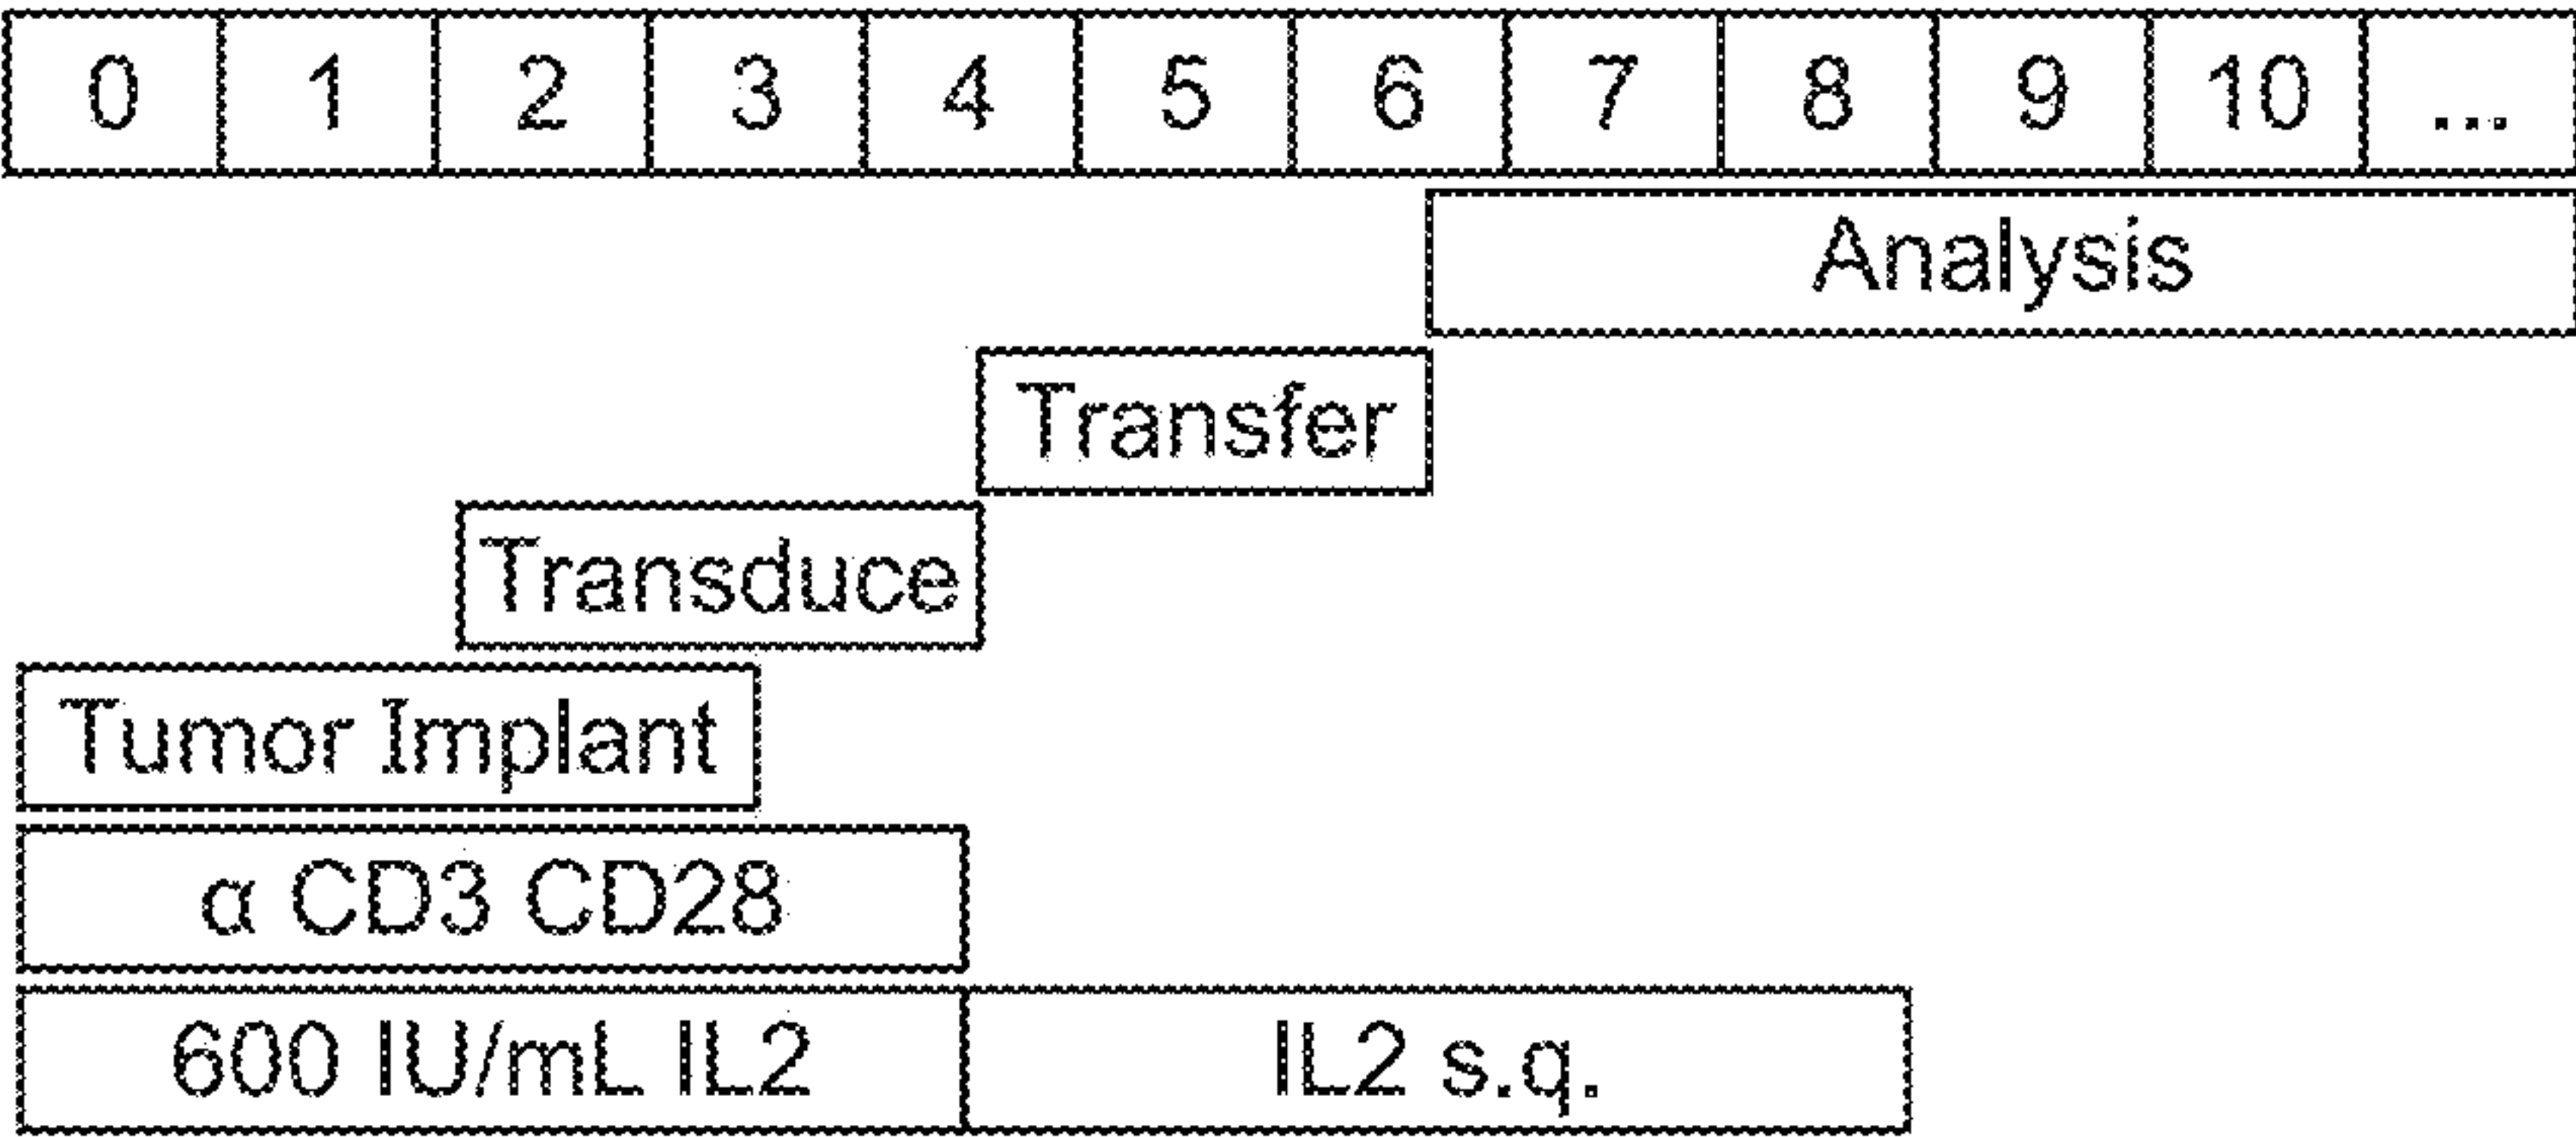 0 1 2 3 4 5 6 7 8 9 10 ...
Analysis
Transfer
Transduce
Tumor Implant
α CD3 CD28
600 IU/mL IL2 IL2 s.q.